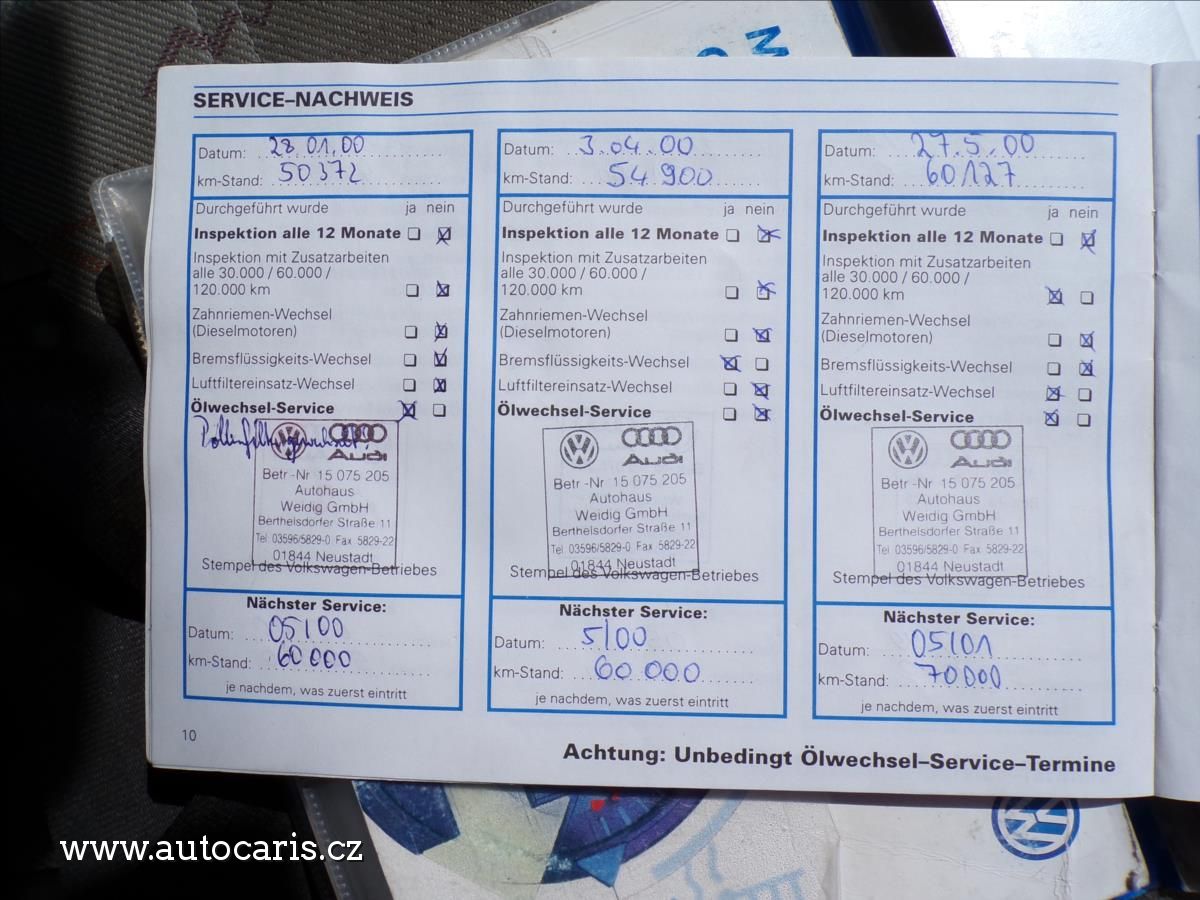 SERVICE–NACHWEIS
Datum: 28.01.00
km-Stand: 50372
Durchgeführt wurde ja nein
Inspektion alle 12 Monate
Inspektion mit Zusatzarbeiten
alle 30.000 / 60.000 /
120.000 km
Zahnriemen-Wechsel
(Dieselmotoren)
Bremsflüssigkeits-Wechsel
Luftfiltereinsatz-Wechsel
Ölwechsel-Service
Pollenfilter gewechselt!
Audi
Betr.-Nr 15 075 205
Autohaus
Weidig GmbH
Berthelsdorfer Straße 11
Tel 03596/5829-0 Fax 5829-22
01844 Neustadt
Stempel des Volkswagen-Betriebes
Nächster Service:
Datum: 05/00
km-Stand: 60000
je nachdem, was zuerst eintritt
Datum: 3.04.00
km-Stand: 54 900
Durchgeführt wurde ja nein
Inspektion alle 12 Monate
Inspektion mit Zusatzarbeiten
alle 30.000 / 60.000 /
120.000 km
Zahnriemen-Wechsel
(Dieselmotoren)
Bremsflüssigkeits-Wechsel
Luftfiltereinsatz-Wechsel
Ölwechsel-Service
Audi
Betr.-Nr 15 075 205
Autohaus
Weidig GmbH
Berthelsdorfer Straße 11
Tel 03596/5829-0 Fax 5829-22
01844 Neustadt
Stempel des Volkswagen-Betriebes
Nächster Service:
Datum: 5/00
km-Stand: 60 000
je nachdem, was zuerst eintritt
Datum: 27.5.00
km-Stand: 60127
Durchgeführt wurde ja nein
Inspektion alle 12 Monate
Inspektion mit Zusatzarbeiten
alle 30.000 / 60.000 /
120.000 km
Zahnriemen-Wechsel
(Dieselmotoren)
Bremsflüssigkeits-Wechsel
Luftfiltereinsatz-Wechsel
Ölwechsel-Service
Audi
Betr.-Nr 15 075 205
Autohaus
Weidig GmbH
Berthelsdorfer Straße 11
Tel 03596/5829-0 Fax 5829-22
01844 Neustadt
Stempel des Volkswagen-Betriebes
Nächster Service:
Datum: 05/01
km-Stand: 70000
je nachdem, was zuerst eintritt
10
Achtung: Unbedingt Ölwechsel–Service–Termine
www.autocaris.cz